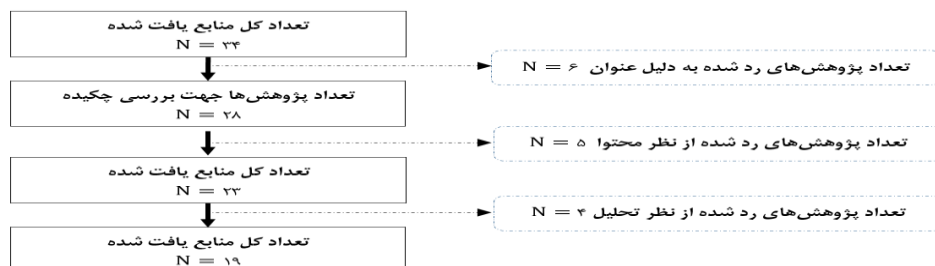 تعداد کل منابع یافت شده
N = ۳۴
تعداد پژوهش‌های رد شده به دلیل عنوان N = ۶
تعداد پژوهش‌ها جهت بررسی چکیده
N = ۲۸
تعداد پژوهش‌های رد شده از نظر محتوا N = ۵
تعداد کل منابع یافت شده
N = ۲۳
تعداد پژوهش‌های رد شده از نظر تحلیل N = ۴
تعداد کل منابع یافت شده
N = ۱۹